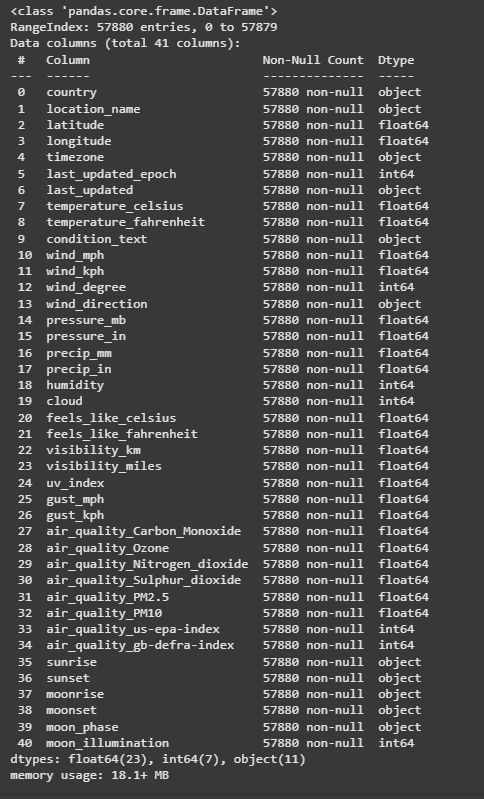 <class 'pandas.core.frame.DataFrame'>
RangeIndex: 57880 entries, 0 to 57879
Data columns (total 41 columns):
 #   Column                        Non-Null Count  Dtype
---  ------                        --------------  -----
 0   country                       57880 non-null  object
 1   location_name                 57880 non-null  object
 2   latitude                      57880 non-null  float64
 3   longitude                     57880 non-null  float64
 4   timezone                      57880 non-null  object
 5   last_updated_epoch            57880 non-null  int64
 6   last_updated                  57880 non-null  object
 7   temperature_celsius           57880 non-null  float64
 8   temperature_fahrenheit        57880 non-null  float64
 9   condition_text                57880 non-null  object
 10  wind_mph                      57880 non-null  float64
 11  wind_kph                      57880 non-null  float64
 12  wind_degree                   57880 non-null  int64
 13  wind_direction                57880 non-null  object
 14  pressure_mb                   57880 non-null  float64
 15  pressure_in                   57880 non-null  float64
 16  precip_mm                     57880 non-null  float64
 17  precip_in                     57880 non-null  float64
 18  humidity                      57880 non-null  int64
 19  cloud                         57880 non-null  int64
 20  feels_like_celsius            57880 non-null  float64
 21  feels_like_fahrenheit         57880 non-null  float64
 22  visibility_km                 57880 non-null  float64
 23  visibility_miles              57880 non-null  float64
 24  uv_index                      57880 non-null  float64
 25  gust_mph                      57880 non-null  float64
 26  gust_kph                      57880 non-null  float64
 27  air_quality_Carbon_Monoxide   57880 non-null  float64
 28  air_quality_Ozone             57880 non-null  float64
 29  air_quality_Nitrogen_dioxide  57880 non-null  float64
 30  air_quality_Sulphur_dioxide   57880 non-null  float64
 31  air_quality_PM2.5             57880 non-null  float64
 32  air_quality_PM10              57880 non-null  float64
 33  air_quality_us-epa-index      57880 non-null  int64
 34  air_quality_gb-defra-index    57880 non-null  int64
 35  sunrise                       57880 non-null  object
 36  sunset                        57880 non-null  object
 37  moonrise                      57880 non-null  object
 38  moonset                       57880 non-null  object
 39  moon_phase                    57880 non-null  object
 40  moon_illumination             57880 non-null  int64
dtypes: float64(23), int64(7), object(11)
memory usage: 18.1+ MB